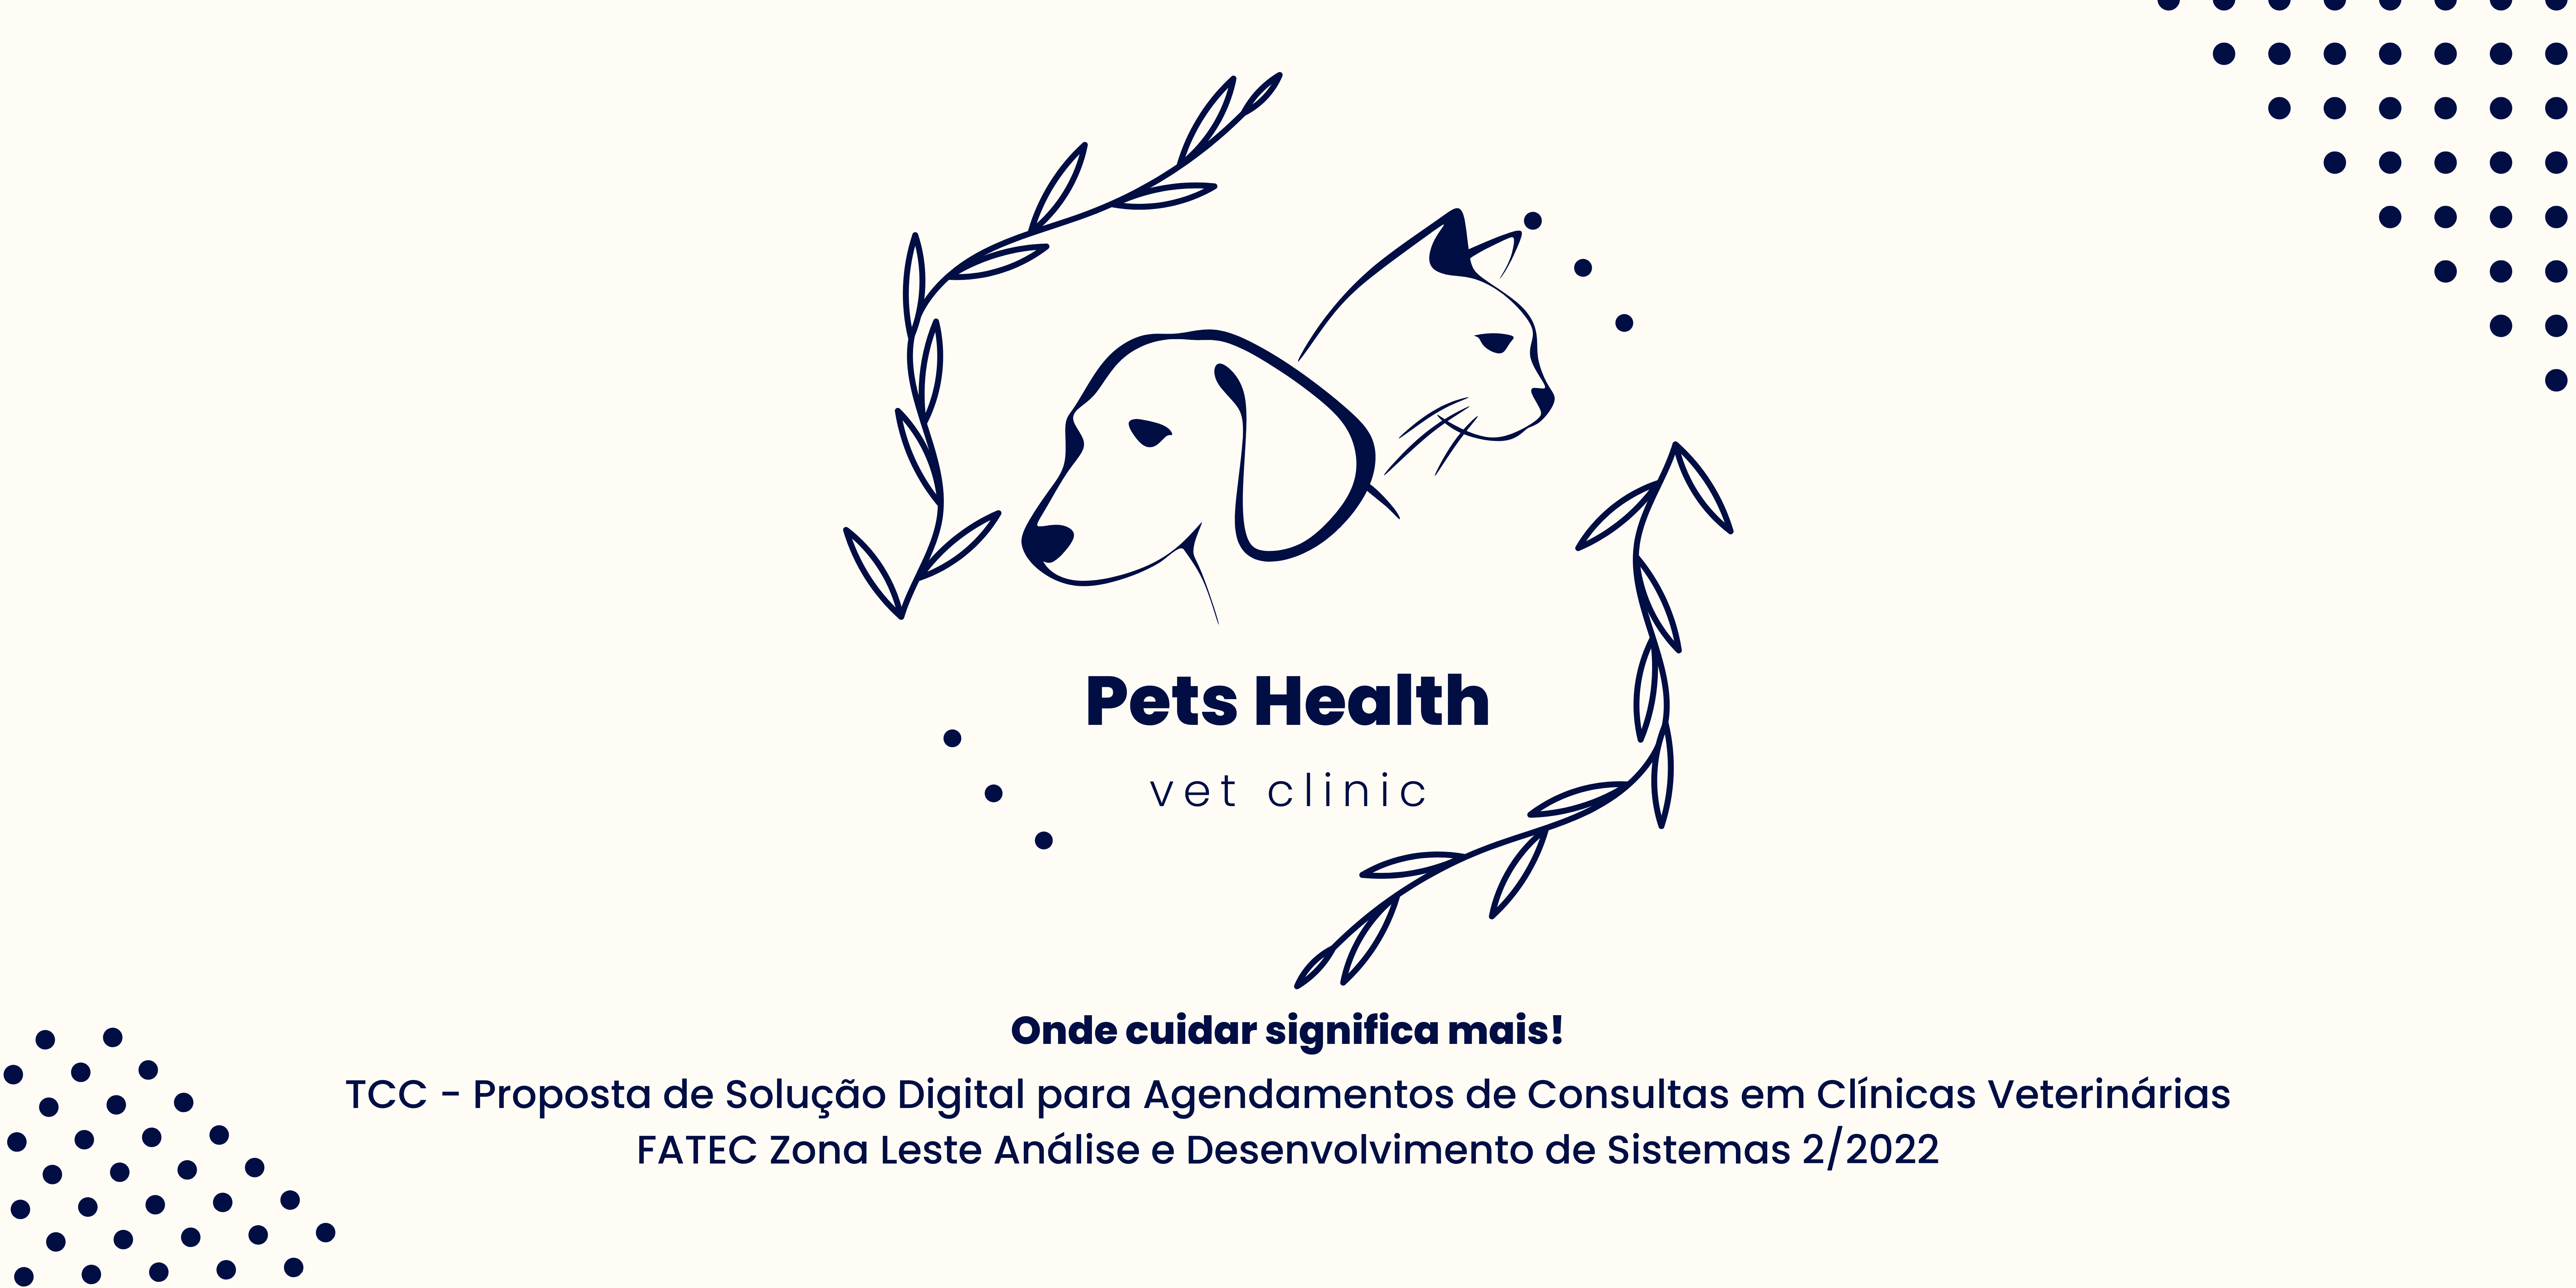 Pets Health
vet clinic
Onde cuidar significa mais!
TCC - Proposta de Solução Digital para Agendamentos de Consultas em Clínicas Veterinárias
FATEC Zona Leste Análise e Desenvolvimento de Sistemas 2/2022